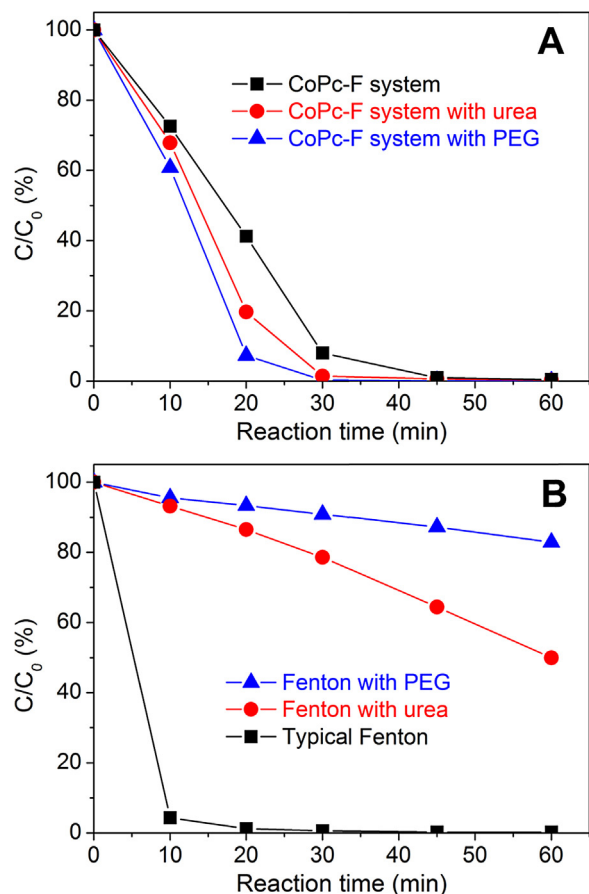 A
CoPc-F system
CoPc-F system with urea
CoPc-F system with PEG
C/C₀ (%)
100
80
60
40
20
0
0 10 20 30 40 50 60
Reaction time (min)
B
Fenton with PEG
Fenton with urea
Typical Fenton
C/C₀ (%)
100
80
60
40
20
0
0 10 20 30 40 50 60
Reaction time (min)